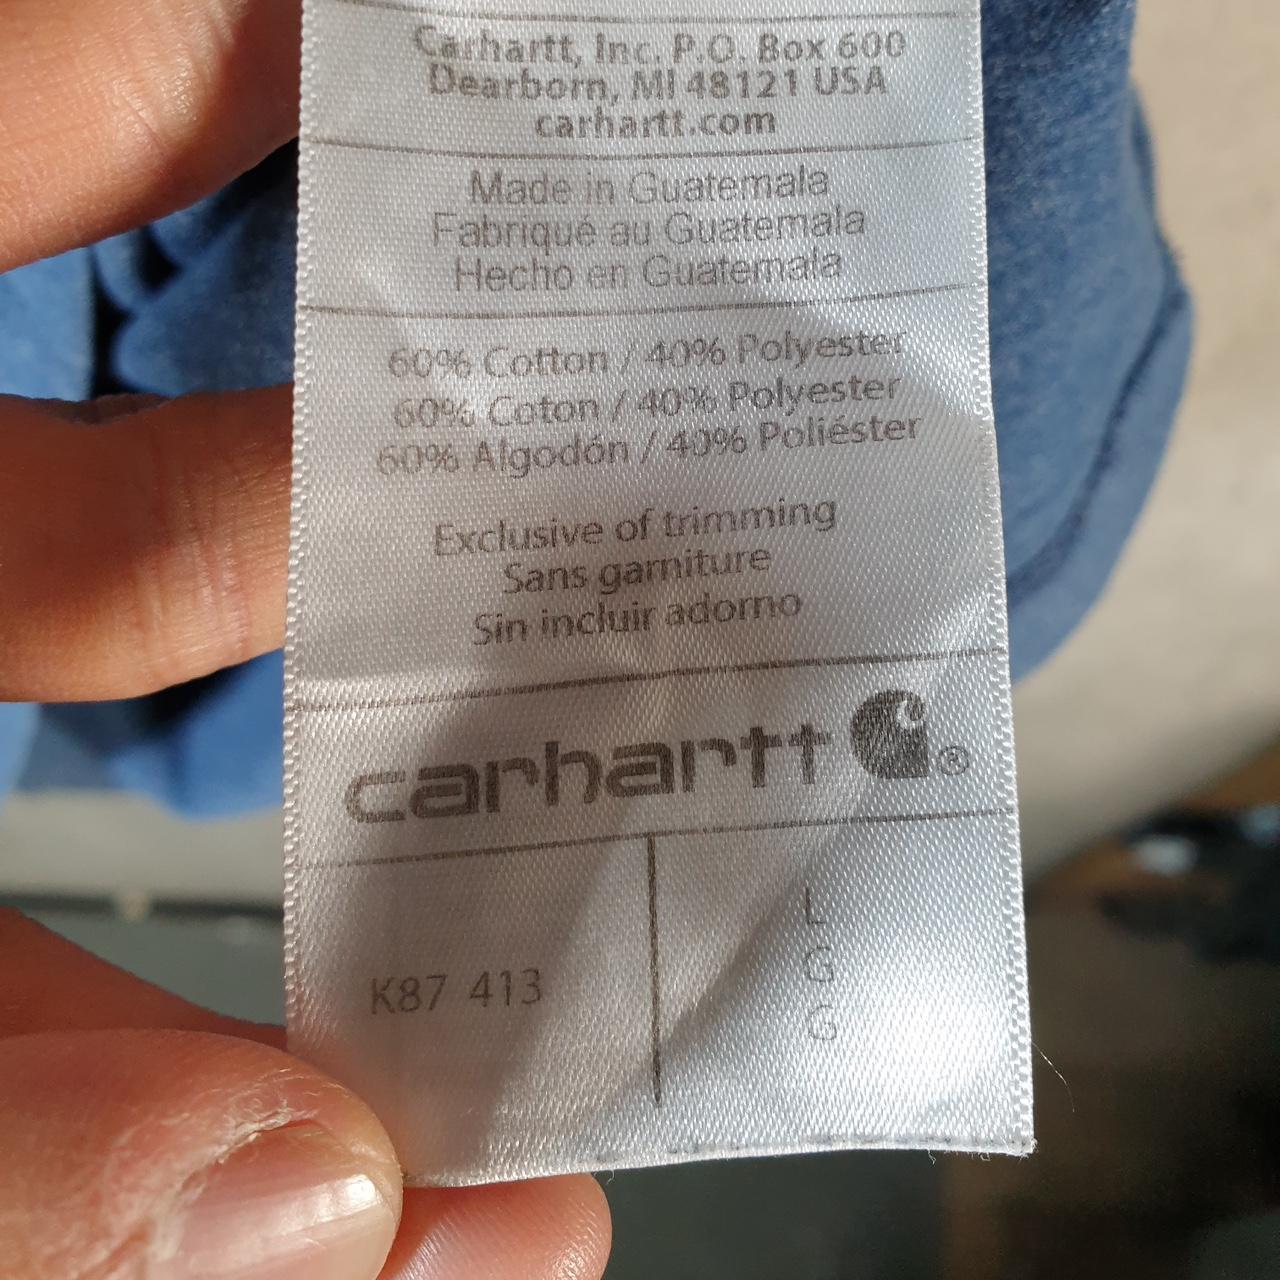 Carhartt, Inc. P.O. Box 600
Dearborn, MI 48121 USA
carhartt.com
Made in Guatemala
Fabriqué au Guatemala
Hecho en Guatemala
60% Cotton / 40% Polyester
60% Coton / 40% Polyester
60% Algodón / 40% Poliéster
Exclusive of trimming
Sans garniture
Sin incluir adorno
carhartt ®
K87 413
L
G
G